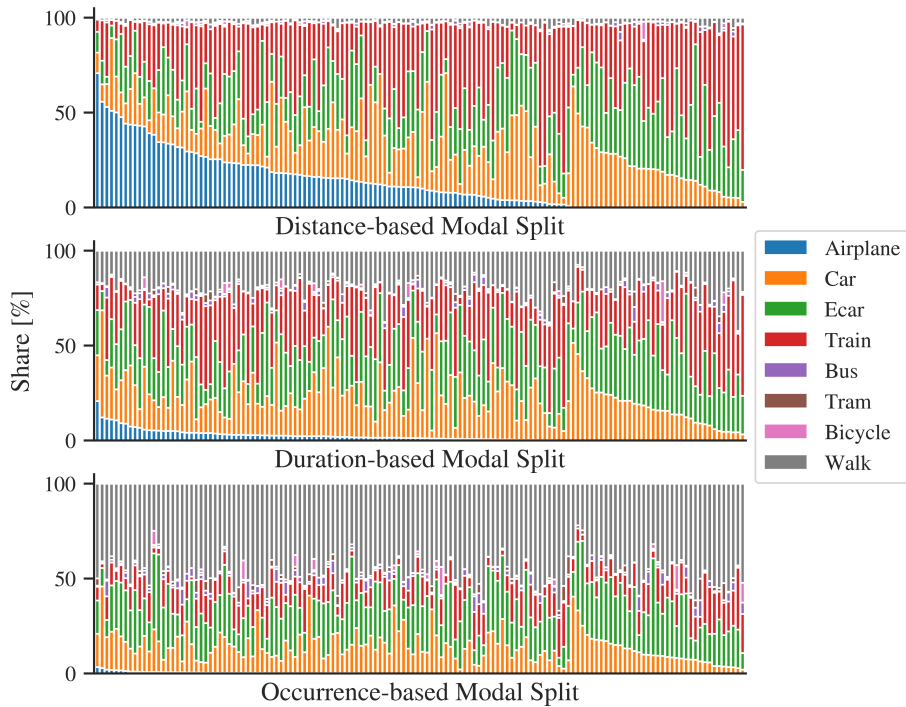 100
50
0
Distance-based Modal Split
100
50
0
Duration-based Modal Split
100
50
0
Occurrence-based Modal Split
Share [%]
Airplane
Car
Ecar
Train
Bus
Tram
Bicycle
Walk